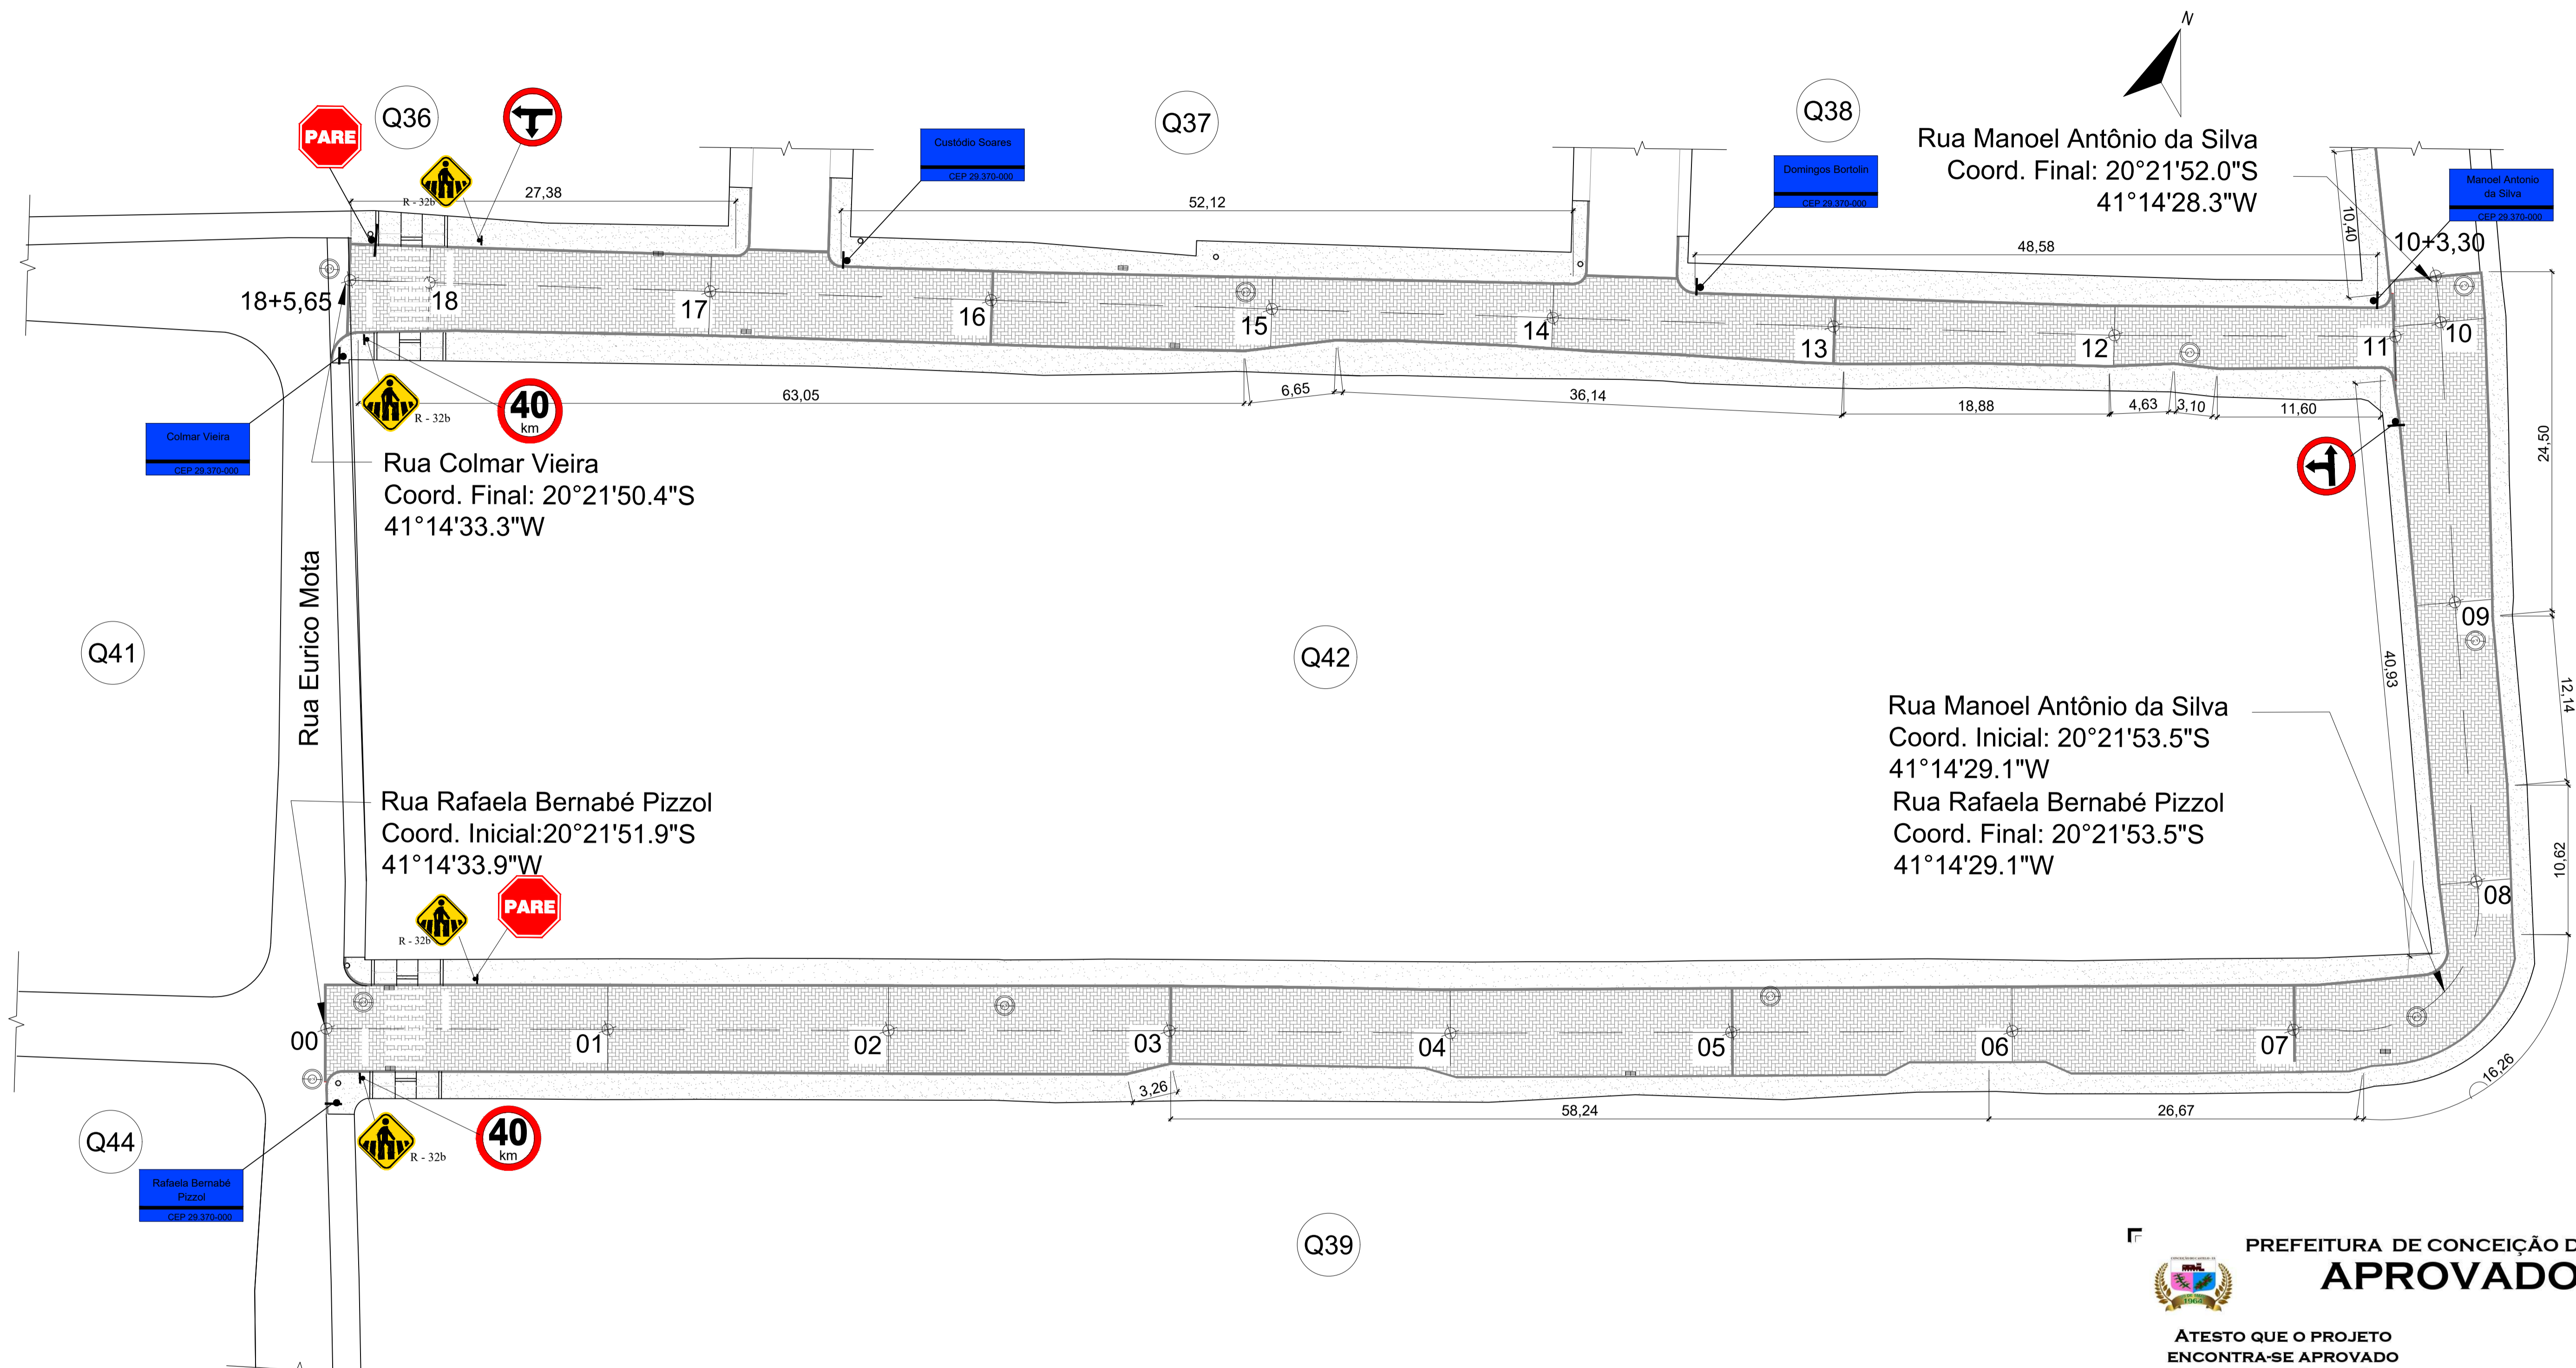 N
Q36
Q37
Q38
PARE
R - 32b
27,38
Custódio Soares
CEP 29.370-000
52,12
Domingos Bortolin
CEP 29.370-000
Rua Manoel Antônio da Silva
Coord. Final: 20°21'52.0"S
41°14'28.3"W
Manoel Antonio
da Silva
CEP 29.370-000
10,40
48,58
10+3,30
18+5,65
18
17
16
15
14
13
12
11
10
63,05
6,65
36,14
18,88
4,63
3,10
11,60
24,50
R - 32b
40
km
Colmar Vieira
CEP 29.370-000
Rua Colmar Vieira
Coord. Final: 20°21'50.4"S
41°14'33.3"W
Rua Eurico Mota
Q41
Q42
09
40,93
12,14
Rua Manoel Antônio da Silva
Coord. Inicial: 20°21'53.5"S
41°14'29.1"W
Rua Rafaela Bernabé Pizzol
Coord. Final: 20°21'53.5"S
41°14'29.1"W
Rua Rafaela Bernabé Pizzol
Coord. Inicial:20°21'51.9"S
41°14'33.9"W
10,62
08
PARE
R - 32b
00
01
02
03
04
05
06
07
3,26
58,24
26,67
16,26
Q44
R - 32b
40
km
Rafaela Bernabé
Pizzol
CEP 29.370-000
Q39
PREFEITURA DE CONCEIÇÃO D
APROVADO
1964
ATESTO QUE O PROJETO
ENCONTRA-SE APROVADO